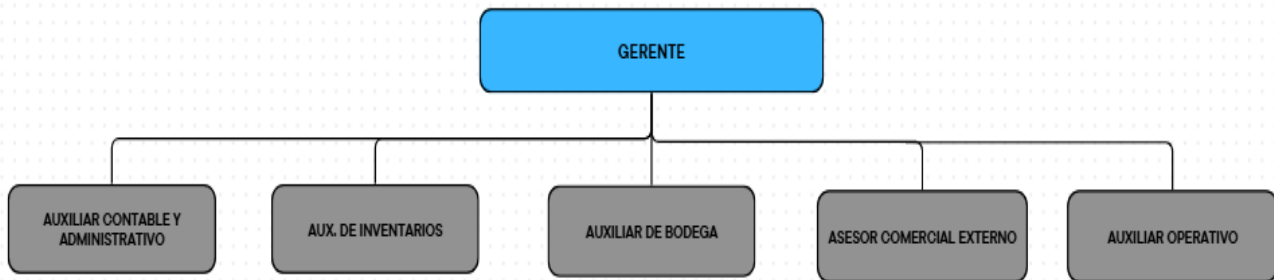 GERENTE
AUXILIAR CONTABLE Y
ADMINISTRATIVO
AUX. DE INVENTARIOS
AUXILIAR DE BODEGA
ASESOR COMERCIAL EXTERNO
AUXILIAR OPERATIVO